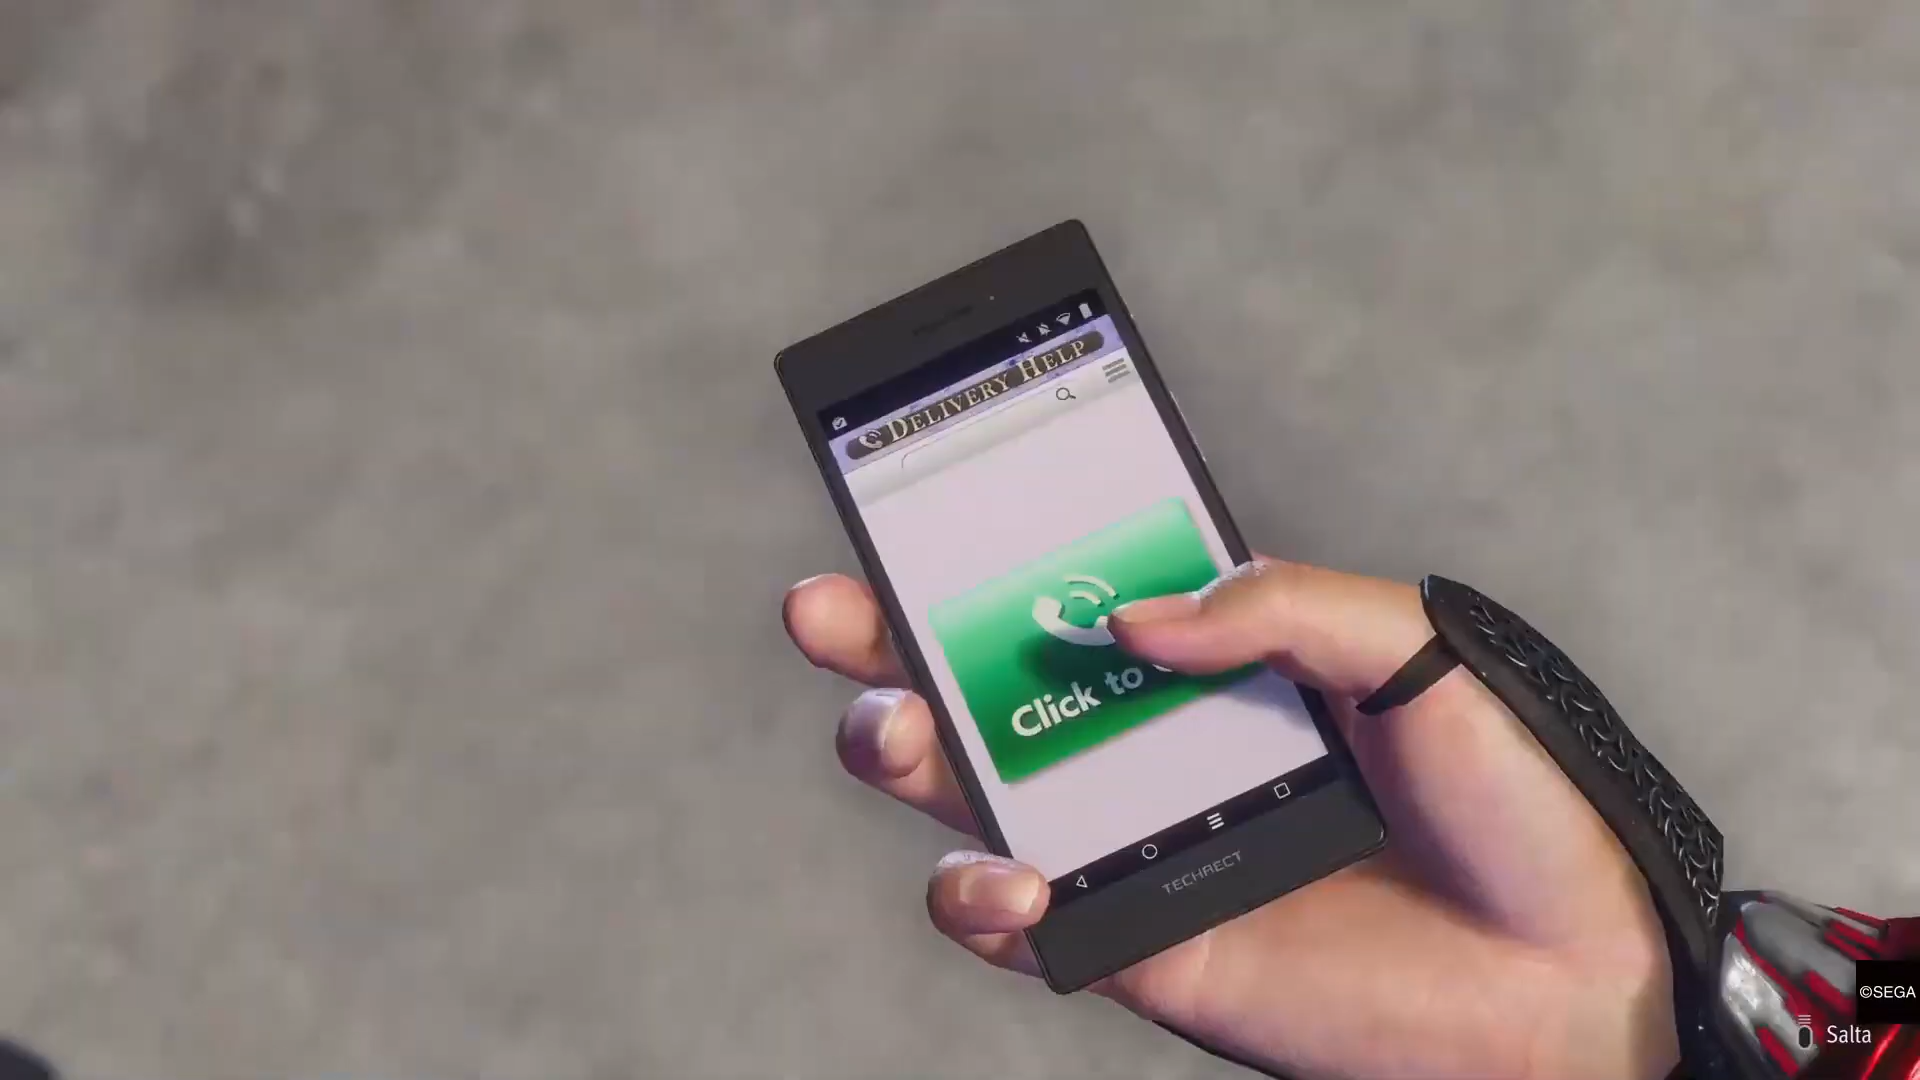 DELIVERY HELP
Click to
TECHRECT
©SEGA
Salta